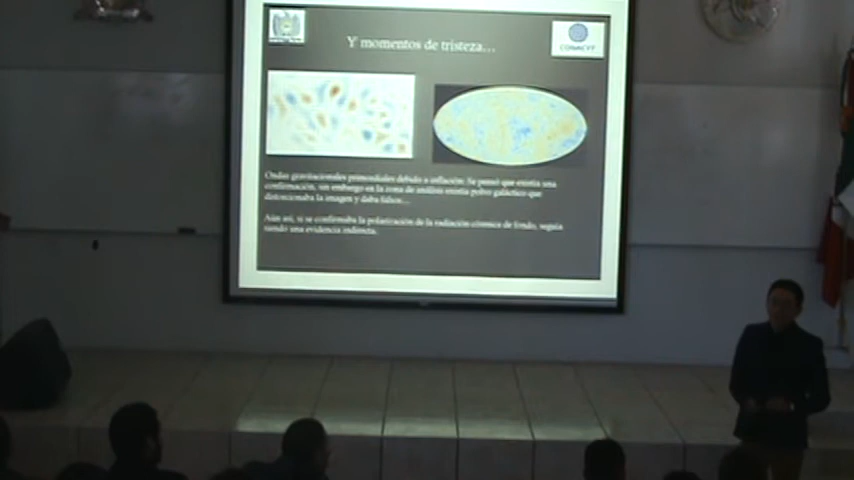 Y momentos de tristeza...
CONACYT
Ondas gravitacionales primordiales debido a inflación: Se pensó que existía una
confirmación, sin embargo en la zona de análisis existía polvo galáctico que
distorsionaba la imagen y daba falsos...
Aún así, si se confirmaba la polarización de la radiación cósmica de fondo, seguía
siendo una evidencia indirecta.